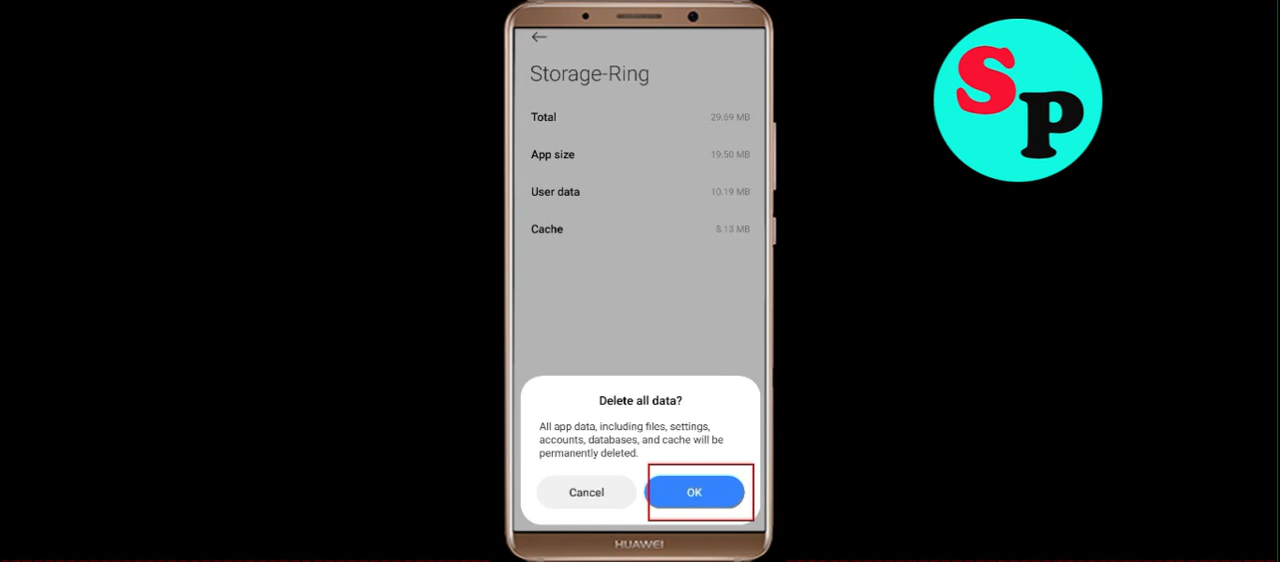 Storage-Ring
Total 29.69 MB
App size 19.50 MB
User data 10.19 MB
Cache 8.13 MB
Delete all data?
All app data, including files, settings,
accounts, databases, and cache will be
permanently deleted.
Cancel OK
HUAWEI
SP